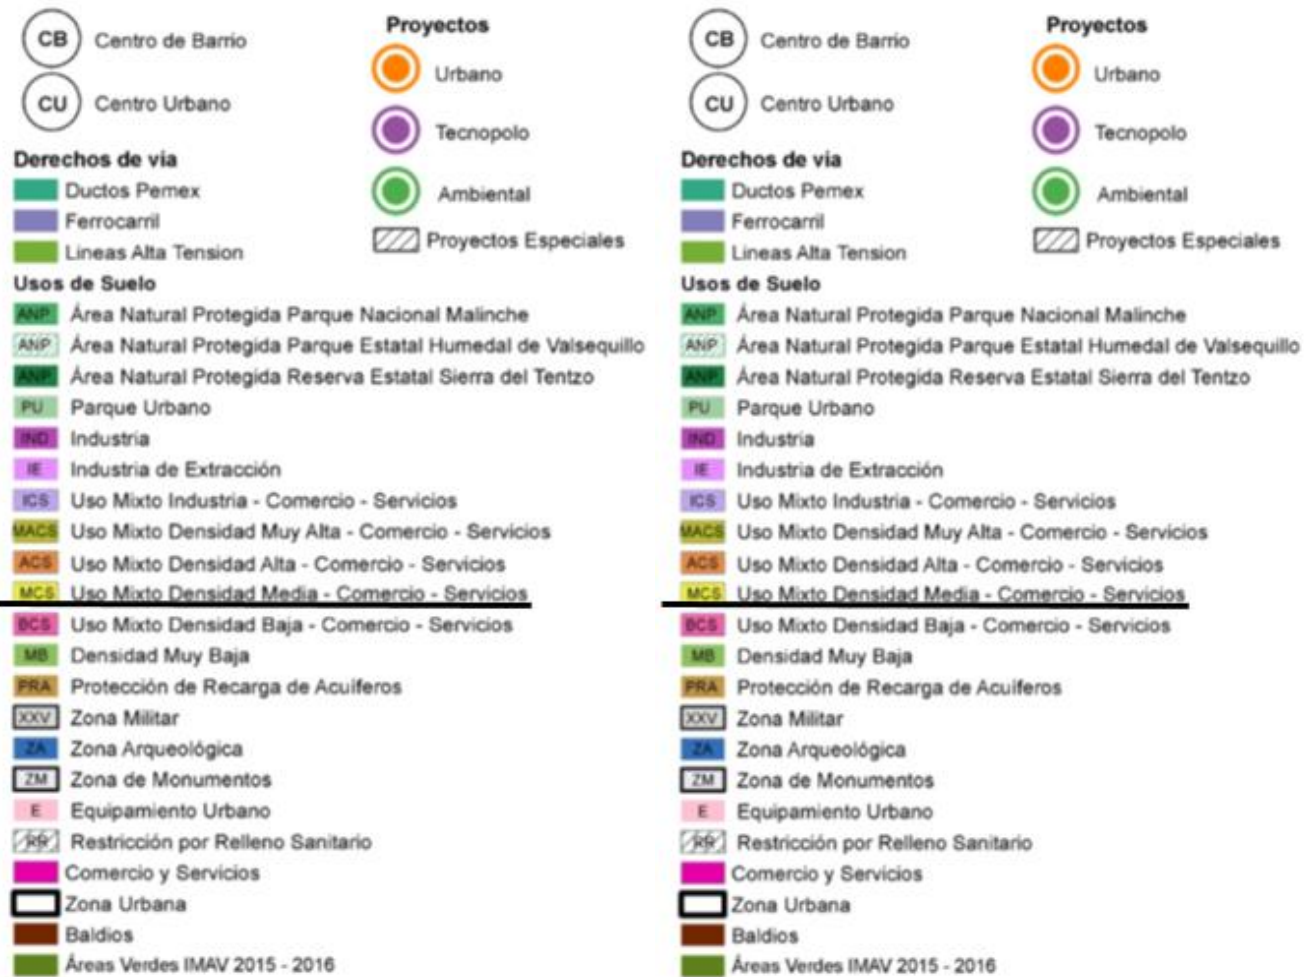 CB Centro de Barrio
CU Centro Urbano
Proyectos
Urbano
Tecnopolo
Ambiental
Proyectos Especiales
Derechos de via
Ductos Pemex
Ferrocarril
Lineas Alta Tension
Usos de Suelo
ANP Área Natural Protegida Parque Nacional Malinche
ANP Área Natural Protegida Parque Estatal Humedal de Valsequillo
ANP Área Natural Protegida Reserva Estatal Sierra del Tentzo
PU Parque Urbano
IND Industria
IE Industria de Extracción
ICS Uso Mixto Industria - Comercio - Servicios
MACS Uso Mixto Densidad Muy Alta - Comercio - Servicios
ACS Uso Mixto Densidad Alta - Comercio - Servicios
MCS Uso Mixto Densidad Media - Comercio - Servicios
BCS Uso Mixto Densidad Baja - Comercio - Servicios
MB Densidad Muy Baja
PRA Protección de Recarga de Acuíferos
XXV Zona Militar
ZA Zona Arqueológica
ZM Zona de Monumentos
E Equipamiento Urbano
RR Restricción por Relleno Sanitario
Comercio y Servicios
Zona Urbana
Baldios
Áreas Verdes IMAV 2015 - 2016
CB Centro de Barrio
CU Centro Urbano
Proyectos
Urbano
Tecnopolo
Ambiental
Proyectos Especiales
Derechos de via
Ductos Pemex
Ferrocarril
Lineas Alta Tension
Usos de Suelo
ANP Área Natural Protegida Parque Nacional Malinche
ANP Área Natural Protegida Parque Estatal Humedal de Valsequillo
ANP Área Natural Protegida Reserva Estatal Sierra del Tentzo
PU Parque Urbano
IND Industria
IE Industria de Extracción
ICS Uso Mixto Industria - Comercio - Servicios
MACS Uso Mixto Densidad Muy Alta - Comercio - Servicios
ACS Uso Mixto Densidad Alta - Comercio - Servicios
MCS Uso Mixto Densidad Media - Comercio - Servicios
BCS Uso Mixto Densidad Baja - Comercio - Servicios
MB Densidad Muy Baja
PRA Protección de Recarga de Acuíferos
XXV Zona Militar
ZA Zona Arqueológica
ZM Zona de Monumentos
E Equipamiento Urbano
RR Restricción por Relleno Sanitario
Comercio y Servicios
Zona Urbana
Baldios
Áreas Verdes IMAV 2015 - 2016